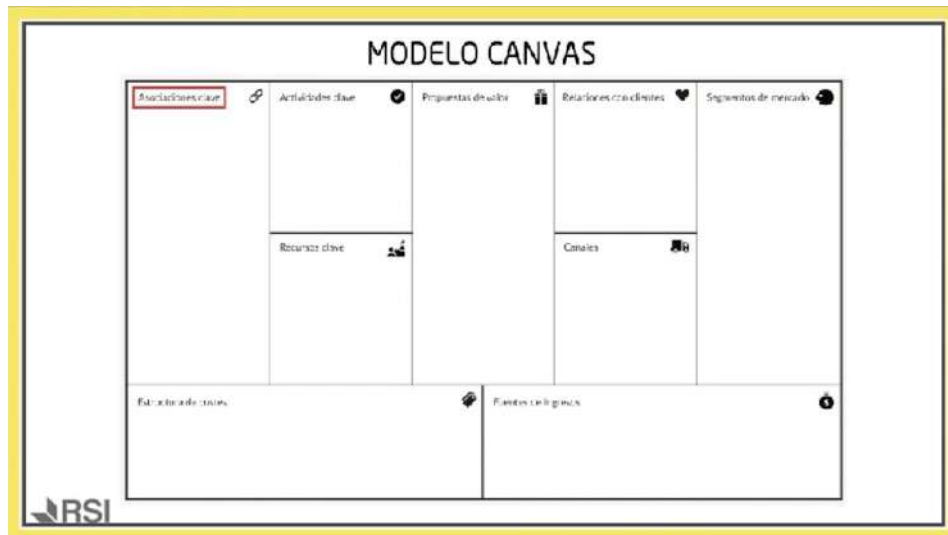 MODELO CANVAS
Asociaciones clave
Actividades clave
Propuestas de valor
Relaciones con clientes
Segmentos de mercado
Recursos clave
Canales
Estructura de costes
Fuentes de ingresos
RSI